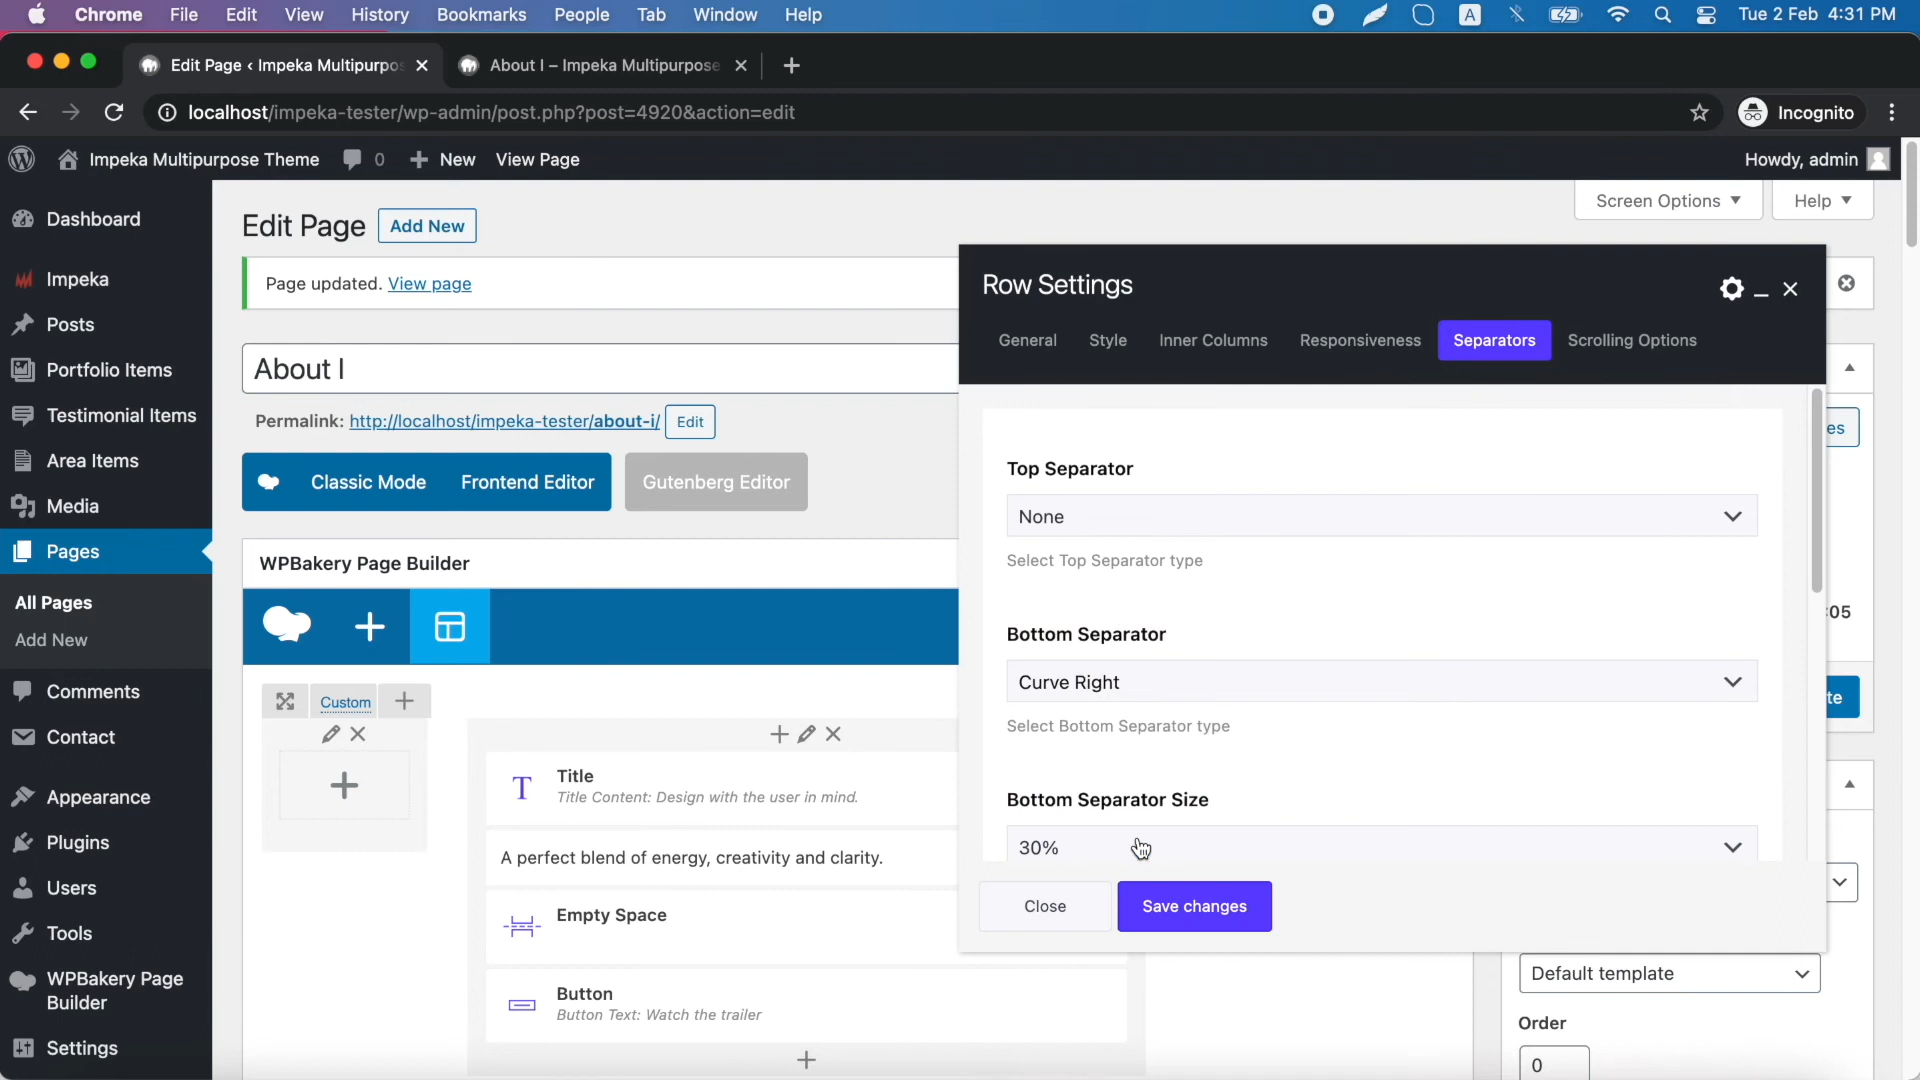 Chrome File Edit View History Bookmarks People Tab Window Help A Tue 2 Feb 4:31 PM
Edit Page ‹ Impeka Multipurpo
About I – Impeka Multipurpose
localhost/impeka-tester/wp-admin/post.php?post=4920&action=edit
Incognito
Impeka Multipurpose Theme 0 New View Page
Howdy, admin
Dashboard
Impeka
Posts
Portfolio Items
Testimonial Items
Area Items
Media
Pages
All Pages
Add New
Comments
Contact
Appearance
Plugins
Users
Tools
WPBakery Page
Builder
Settings
Screen Options
Help
Edit Page
Add New
Page updated. View page
About I
Permalink: http://localhost/impeka-tester/about-i/ Edit
Classic Mode
Frontend Editor
Gutenberg Editor
WPBakery Page Builder
Custom
Title
Title Content: Design with the user in mind.
A perfect blend of energy, creativity and clarity.
Empty Space
Button
Button Text: Watch the trailer
Row Settings
General Style Inner Columns Responsiveness Separators Scrolling Options
Top Separator
None
Select Top Separator type
Bottom Separator
Curve Right
Select Bottom Separator type
Bottom Separator Size
30%
Close
Save changes
es
:05
te
Default template
Order
0